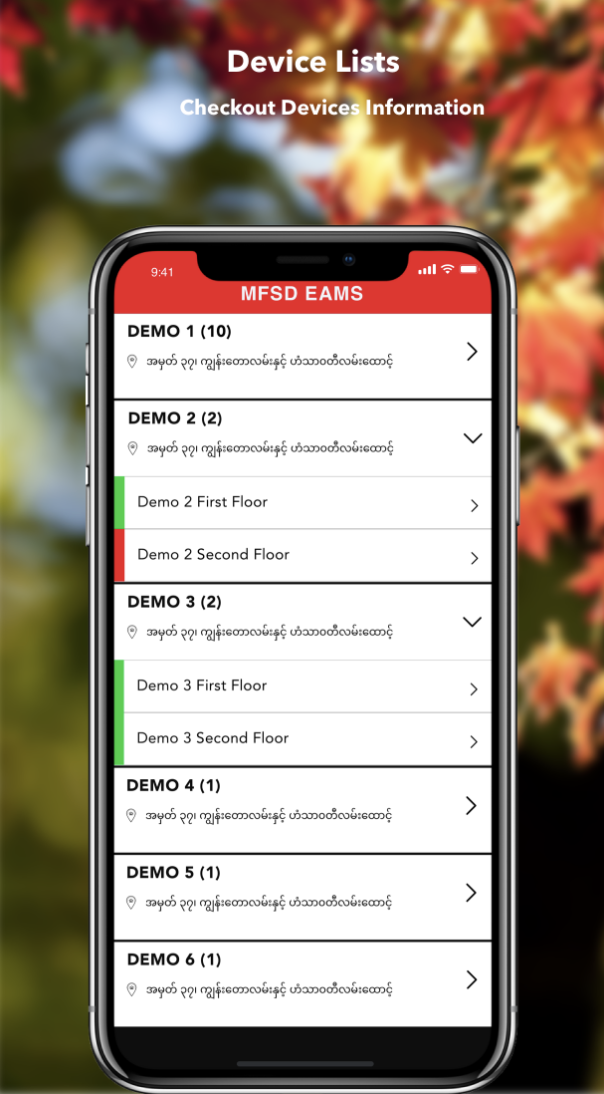 Device Lists
Checkout Devices Information
9:41
MFSD EAMS
DEMO 1 (10)
အမှတ် ၃၇၊ ကျွန်းတောလမ်းနှင့် ဟံသာဝတီလမ်းထောင့်
DEMO 2 (2)
အမှတ် ၃၇၊ ကျွန်းတောလမ်းနှင့် ဟံသာဝတီလမ်းထောင့်
Demo 2 First Floor
Demo 2 Second Floor
DEMO 3 (2)
အမှတ် ၃၇၊ ကျွန်းတောလမ်းနှင့် ဟံသာဝတီလမ်းထောင့်
Demo 3 First Floor
Demo 3 Second Floor
DEMO 4 (1)
အမှတ် ၃၇၊ ကျွန်းတောလမ်းနှင့် ဟံသာဝတီလမ်းထောင့်
DEMO 5 (1)
အမှတ် ၃၇၊ ကျွန်းတောလမ်းနှင့် ဟံသာဝတီလမ်းထောင့်
DEMO 6 (1)
အမှတ် ၃၇၊ ကျွန်းတောလမ်းနှင့် ဟံသာဝတီလမ်းထောင့်